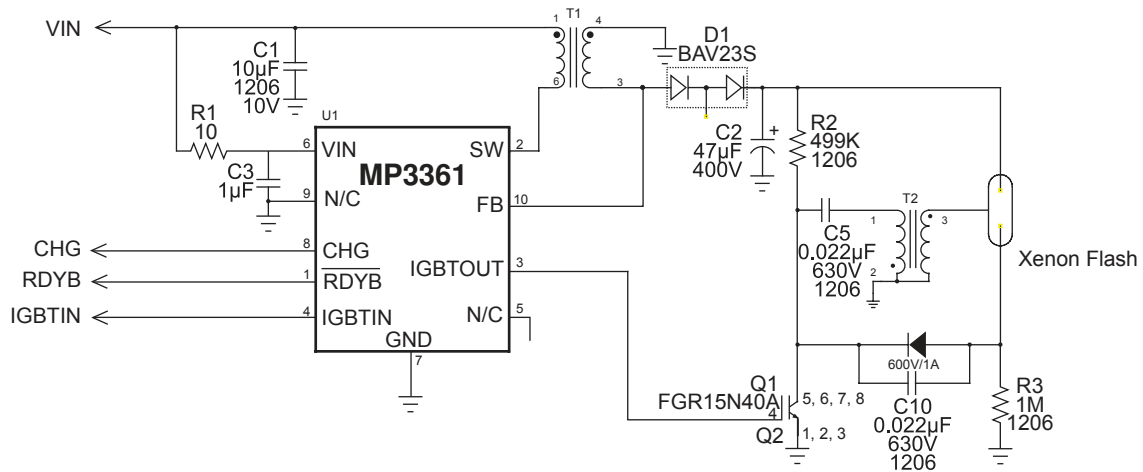 VIN
C1
10µF
1206
10V
R1
10
C3
1µF
1
T1
4
6
3
D1
BAV23S
C2
47µF
400V
+
R2
499K
1206
U1
MP3361
6 VIN
9 N/C
8 CHG
1 RDYB
4 IGBTIN
GND
7
SW 2
FB 10
IGBTOUT 3
N/C 5
CHG
RDYB
IGBTIN
C5
0.022µF
630V
1206
1
T2
3
2
Xenon Flash
600V/1A
C10
0.022µF
630V
1206
R3
1M
1206
Q1
FGR15N40A
4
Q2
5, 6, 7, 8
1, 2, 3